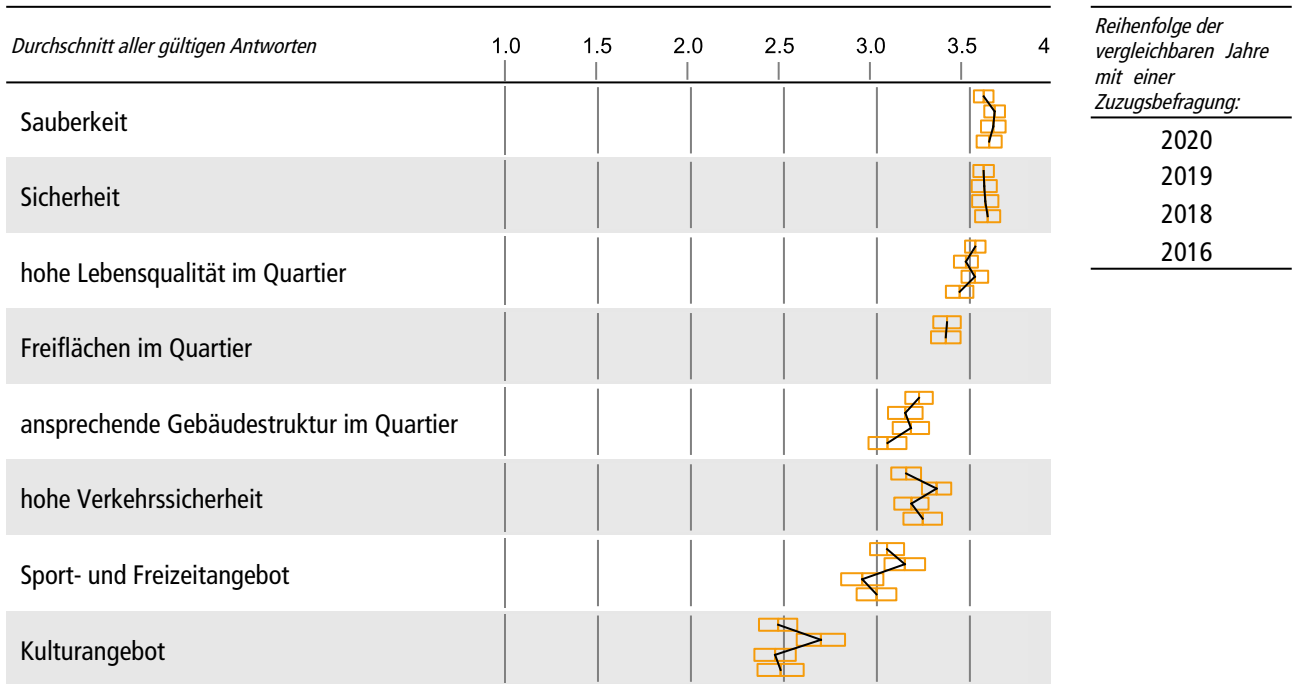 Durchschnitt aller gültigen Antworten 1.0 1.5 2.0 2.5 3.0 3.5 4
Sauberkeit
Sicherheit
hohe Lebensqualität im Quartier
Freiflächen im Quartier
ansprechende Gebäudestruktur im Quartier
hohe Verkehrssicherheit
Sport- und Freizeitangebot
Kulturangebot
Reihenfolge der
vergleichbaren Jahre
mit einer
Zuzugsbefragung:
2020
2019
2018
2016